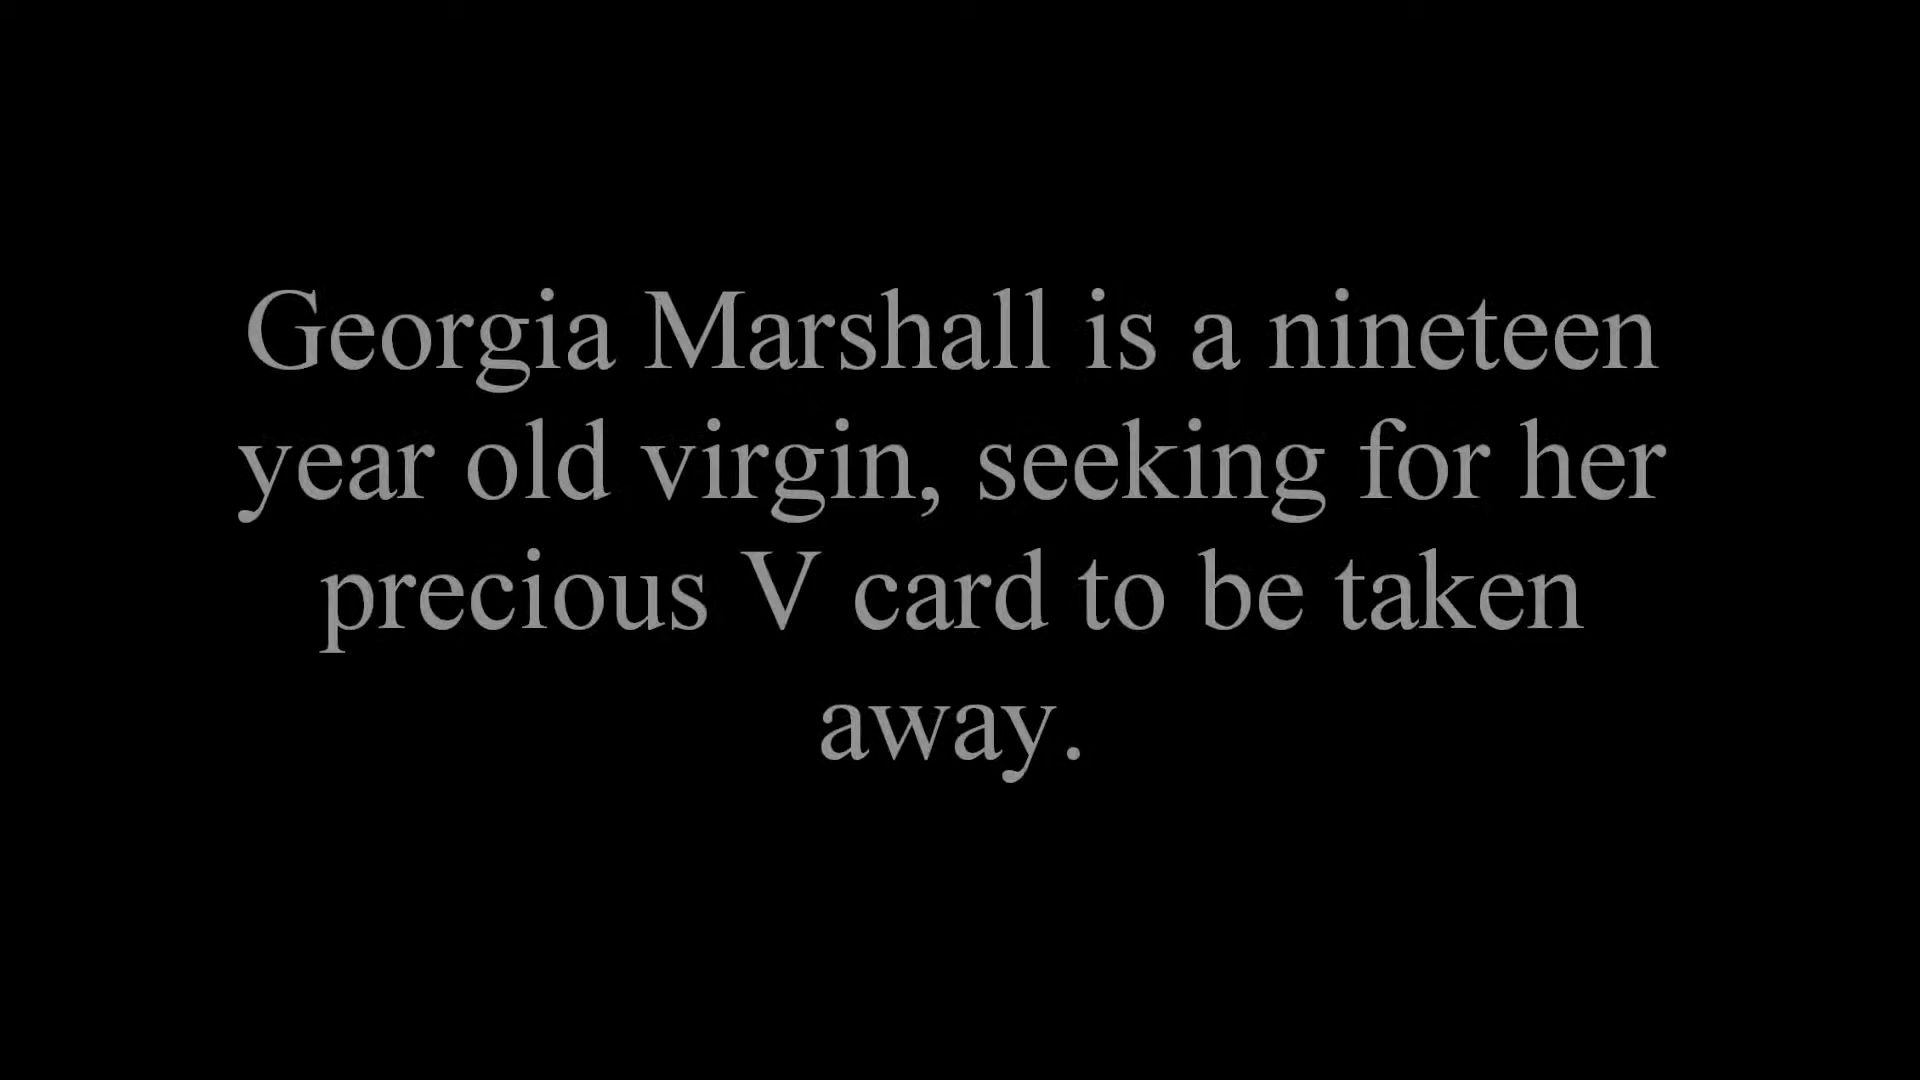 Georgia Marshall is a nineteen
year old virgin, seeking for her
precious V card to be taken
away.